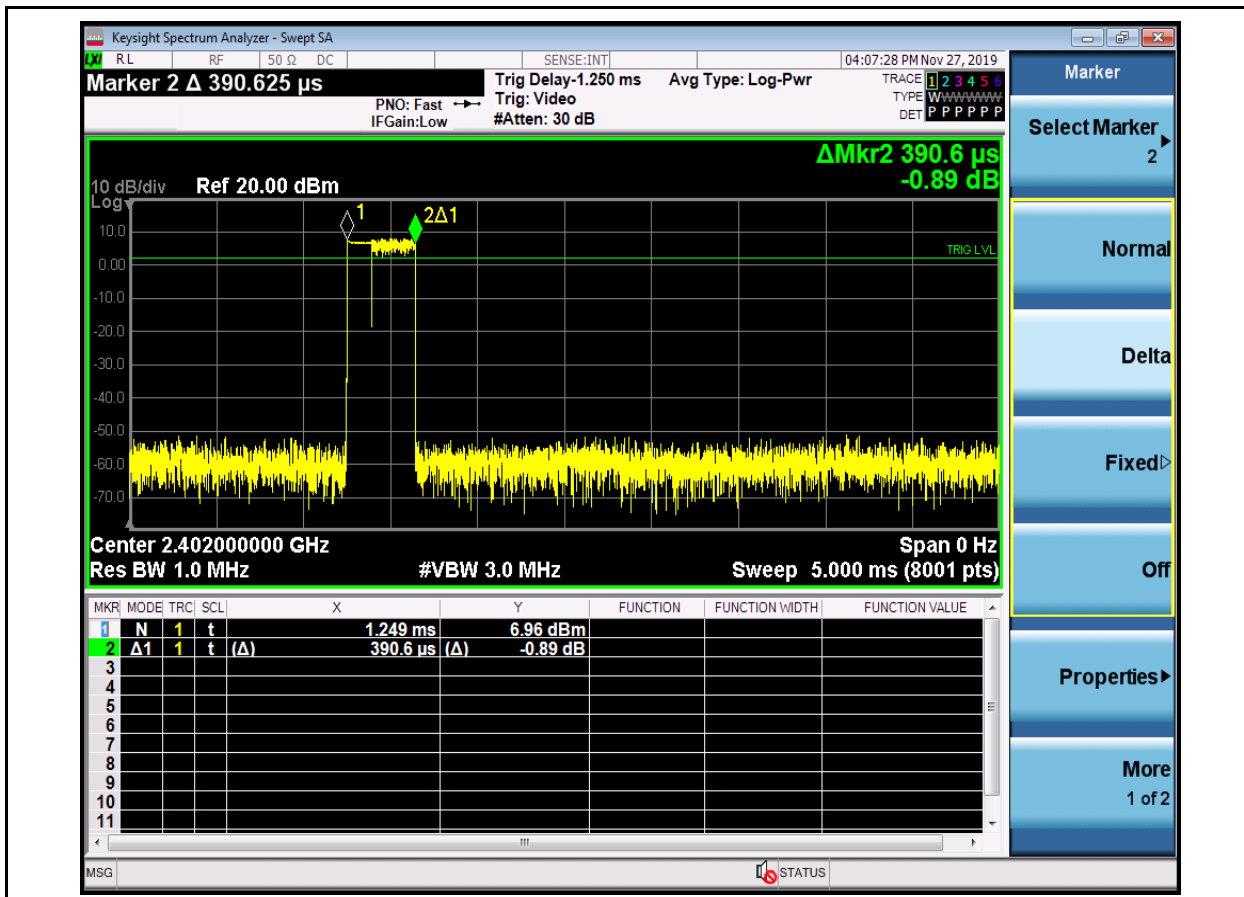 Keysight Spectrum Analyzer - Swept SA
LXI RL RF 50 Ω DC SENSE:INT 04:07:28 PM Nov 27, 2019
Marker 2 Δ 390.625 µs
PNO: Fast
IFGain:Low
Trig Delay-1.250 ms
Trig: Video
#Atten: 30 dB
Avg Type: Log-Pwr
TRACE 1 2 3 4 5 6
TYPE WWWWWW
DET P P P P P P
ΔMkr2 390.6 µs
-0.89 dB
10 dB/div Ref 20.00 dBm
Log
1
2Δ1
10.0
TRIG LVL
0.00
-10.0
-20.0
-30.0
-40.0
-50.0
-60.0
-70.0
Center 2.402000000 GHz Span 0 Hz
Res BW 1.0 MHz #VBW 3.0 MHz Sweep 5.000 ms (8001 pts)
MKR MODE TRC SCL X Y FUNCTION FUNCTION WIDTH FUNCTION VALUE
1 N 1 t 1.249 ms 6.96 dBm
2 Δ1 1 t (Δ) 390.6 µs (Δ) -0.89 dB
3
4
5
6
7
8
9
10
11
MSG STATUS
Marker
Select Marker
2
Normal
Delta
Fixed
Off
Properties
More
1 of 2